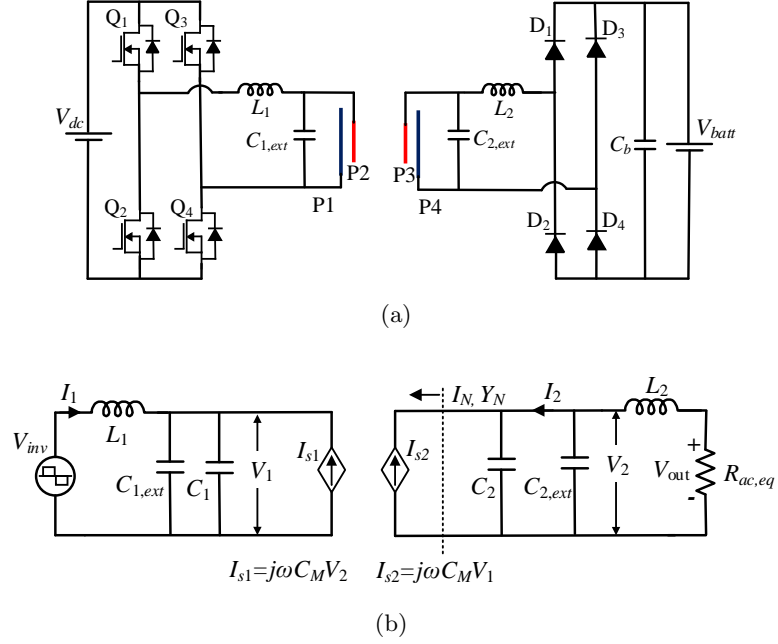 Q1 Q3
L1 L2
D1 D3
Vdc C1,ext C2,ext Cb Vbatt
P2 P3
P1 P4
Q2 Q4 D2 D4
(a)
I1 IN, YN I2 L2
Vinv L1
C1,ext C1 V1 Is1 Is2 C2 C2,ext V2 + Vout - Rac,eq
Is1=jωCMV2 Is2=jωCMV1
(b)